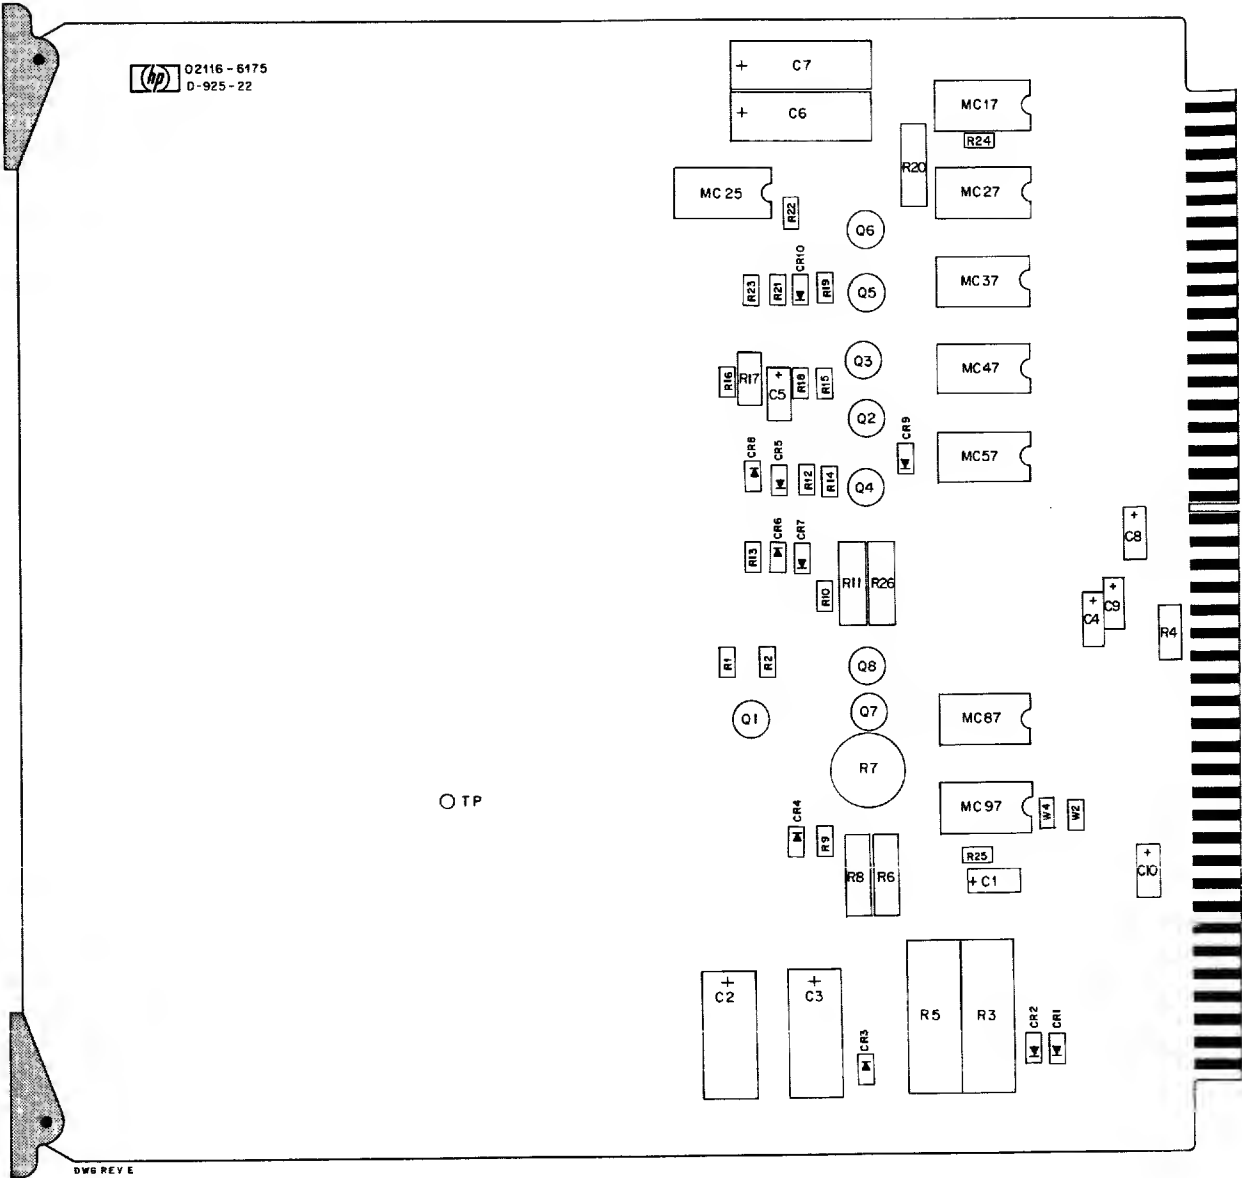 hp 02116-6175
D-925-22
+ C7
+ C6
MC17
R24
R20
MC25
R22
MC27
Q6
CR10
R23
R21
R19
Q5
MC37
Q3
R16
R17
+
C5
R18
R15
MC47
Q2
CR9
CR8
CR5
R12
R14
Q4
MC57
+
C8
R13
CR6
CR7
R10
R11
R26
+
C4
+
C9
R4
R1
R2
Q8
Q1
Q7
MC87
R7
TP
CR4
R9
MC97
W4
W2
R8
R6
R25
+ C1
+
C10
+
C2
+
C3
CR3
R5
R3
CR2
CR1
DWG REV E